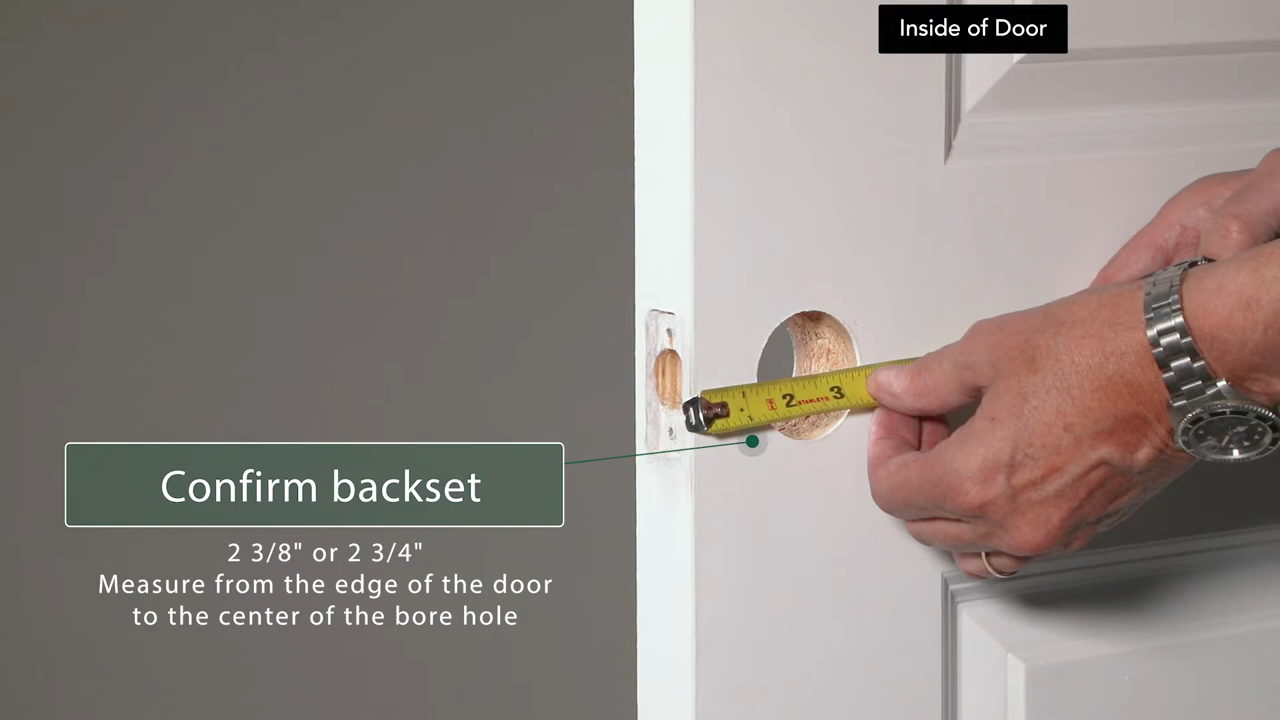 Inside of Door
1 2 STANLEY 3
Confirm backset
2 3/8" or 2 3/4"
Measure from the edge of the door
to the center of the bore hole